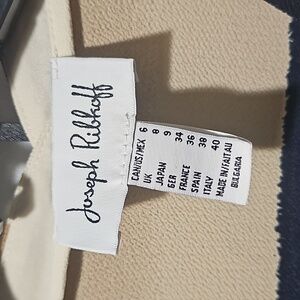 Joseph Ribkoff
CAN/US/MEX 6
UK 8
JAPAN 9
GER 34
FRANCE 36
SPAIN 38
ITALY 40
MADE IN/FAIT AU
BULGARIA